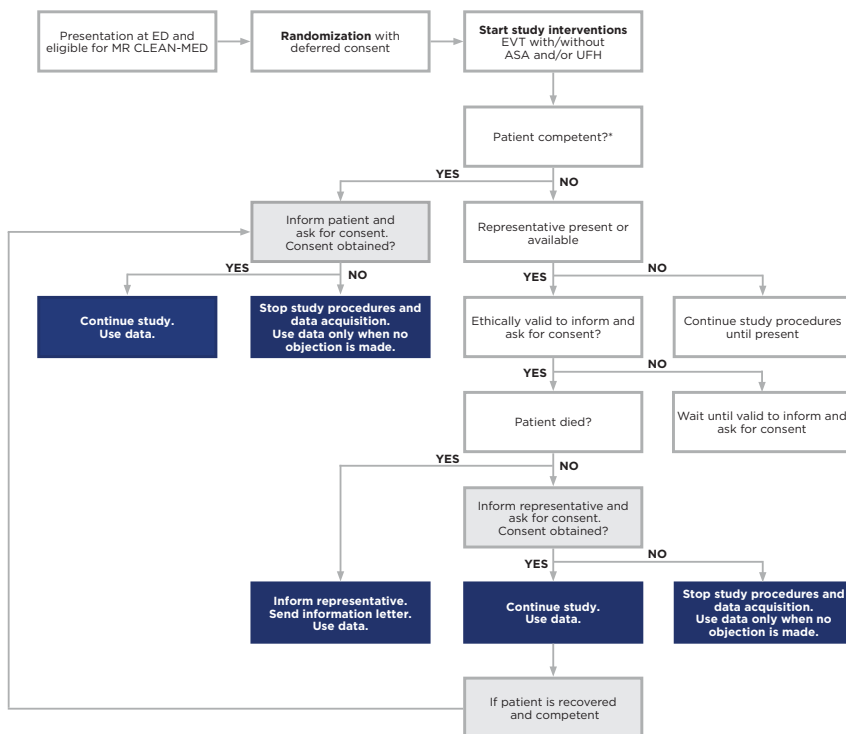 Presentation at ED and
eligible for MR CLEAN-MED
Randomization with
deferred consent
Start study interventions
EVT with/without
ASA and/or UFH
Patient competent?*
YES
NO
Inform patient and
ask for consent.
Consent obtained?
Representative present or
available
YES
NO
YES
NO
Continue study.
Use data.
Stop study procedures and
data acquisition.
Use data only when no
objection is made.
Ethically valid to inform and
ask for consent?
Continue study procedures
until present
YES
NO
Patient died?
Wait until valid to inform and
ask for consent
YES
NO
Inform representative and
ask for consent.
Consent obtained?
YES
NO
Inform representative.
Send information letter.
Use data.
Continue study.
Use data.
Stop study procedures and
data acquisition.
Use data only when no
objection is made.
If patient is recovered
and competent